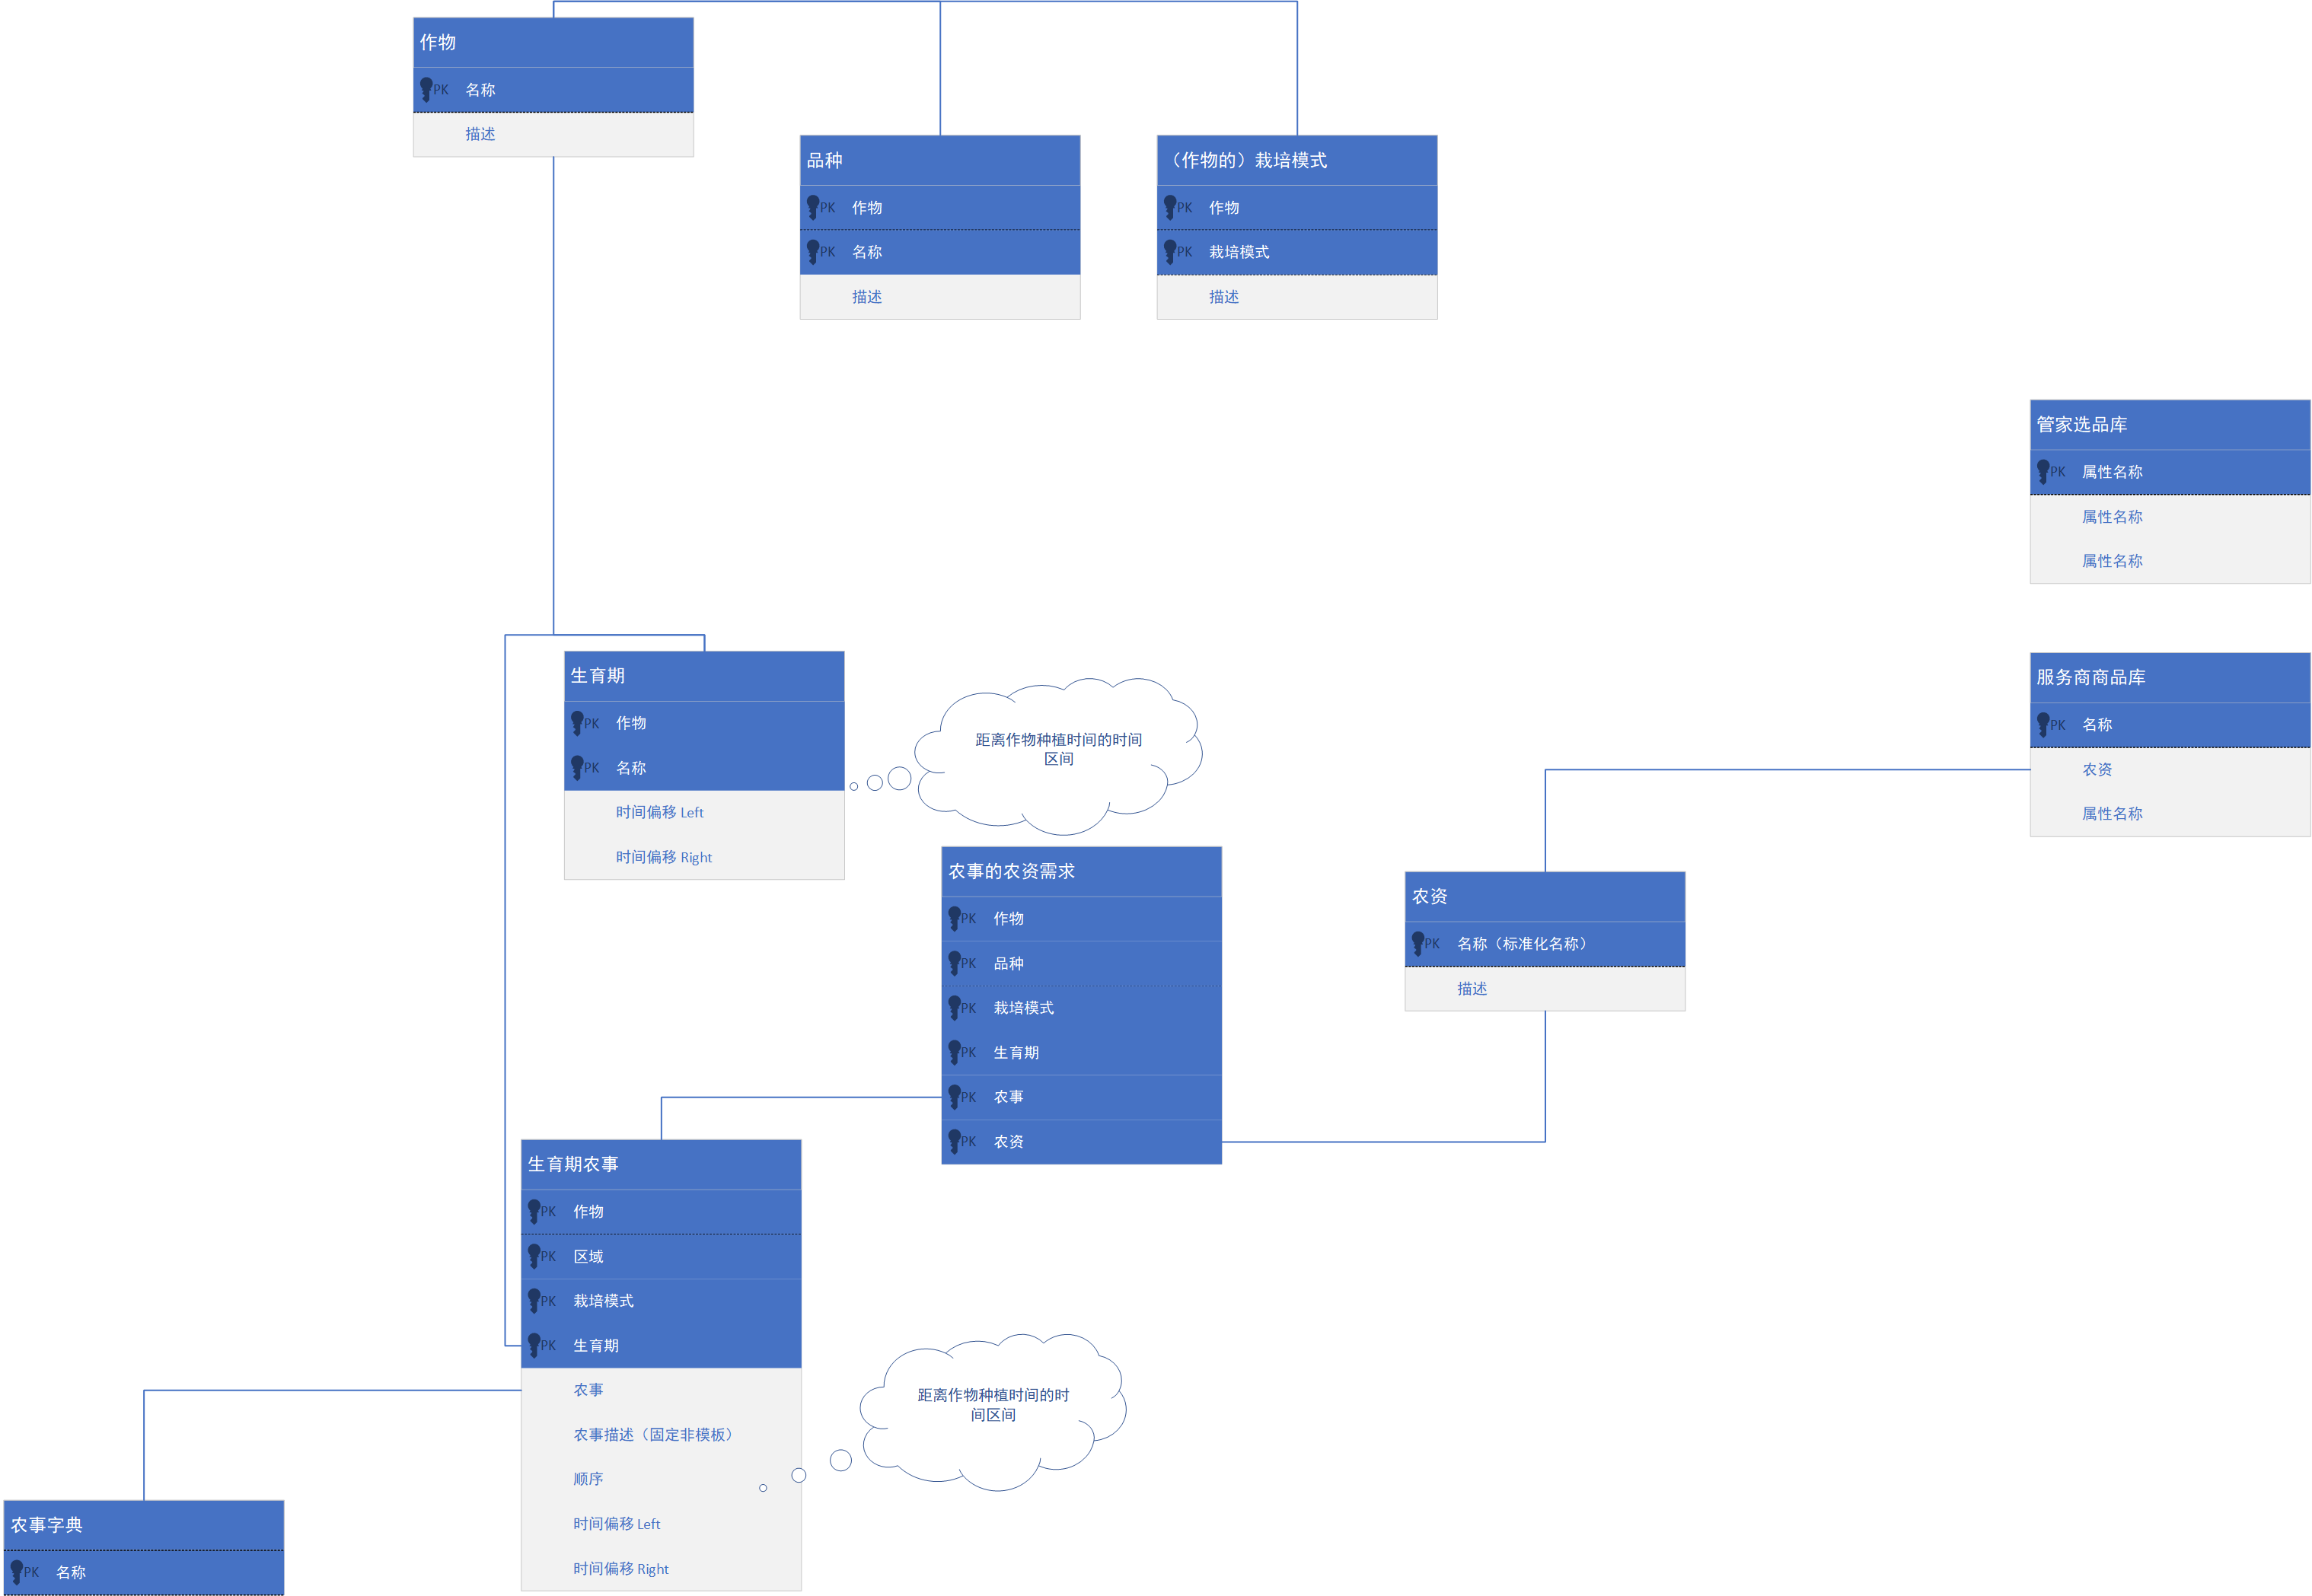 作物
PK 名称
描述
品种
PK 作物
PK 名称
描述
（作物的）栽培模式
PK 作物
PK 栽培模式
描述
管家选品库
PK 属性名称
属性名称
属性名称
生育期
PK 作物
PK 名称
时间偏移 Left
时间偏移 Right
距离作物种植时间的时间
区间
服务商商品库
PK 名称
农资
属性名称
农事的农资需求
PK 作物
PK 品种
PK 栽培模式
PK 生育期
PK 农事
PK 农资
农资
PK 名称（标准化名称）
描述
生育期农事
PK 作物
PK 区域
PK 栽培模式
PK 生育期
农事
农事描述（固定非模板）
顺序
时间偏移 Left
时间偏移 Right
距离作物种植时间的时
间区间
农事字典
PK 名称